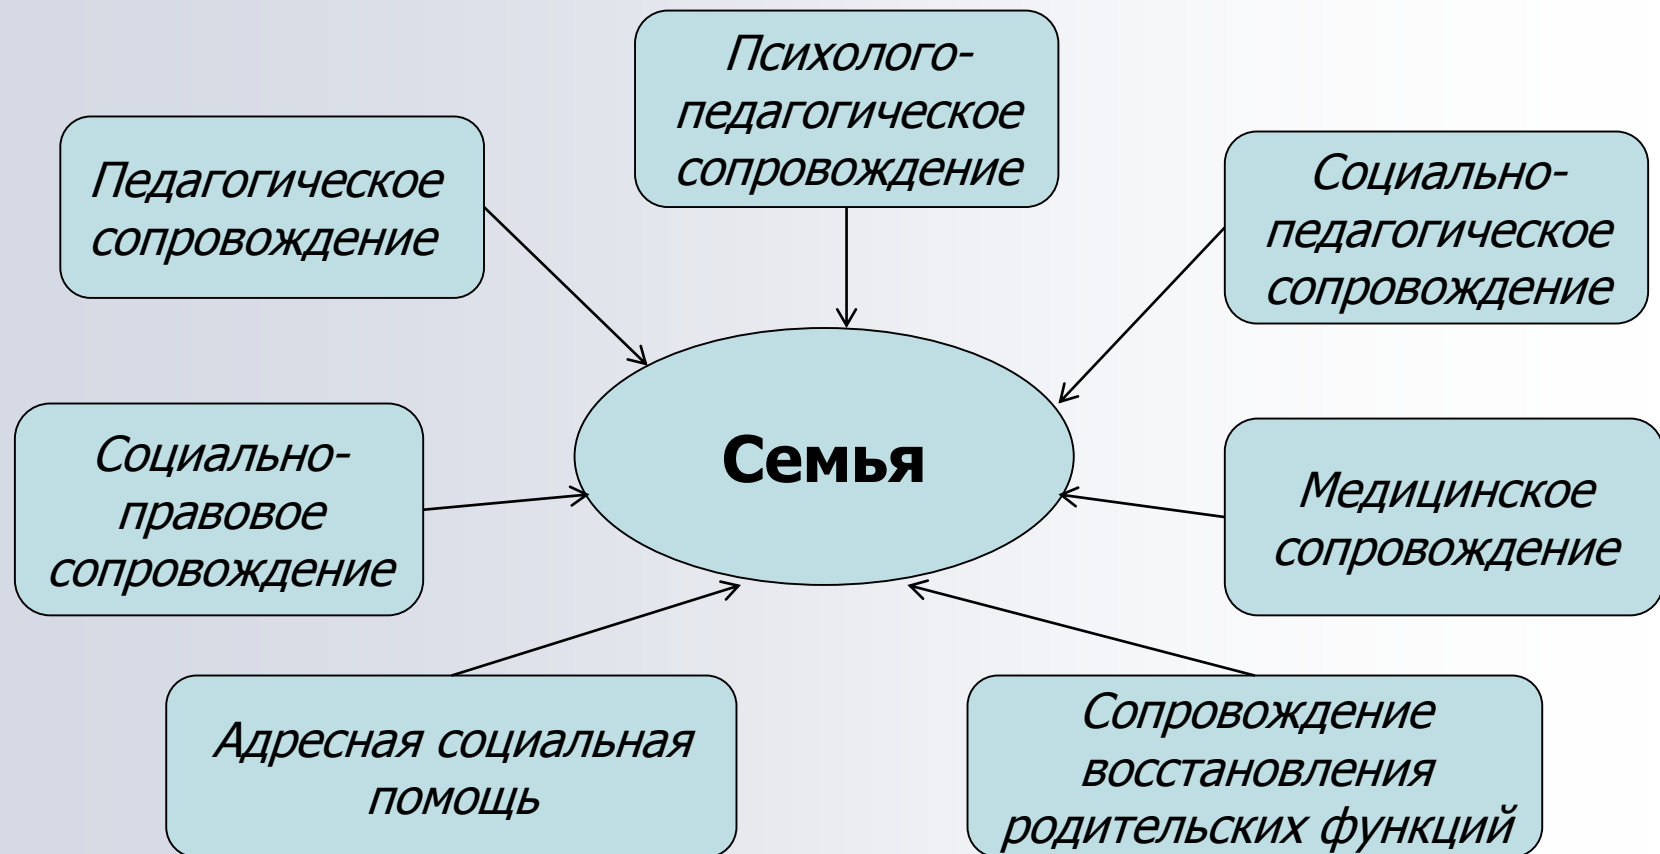 Психолого-
педагогическое
сопровождение
Педагогическое
сопровождение
Социально-
педагогическое
сопровождение
Семья
Социально-
правовое
сопровождение
Медицинское
сопровождение
Адресная социальная
помощь
Сопровождение
восстановления
родительских функций